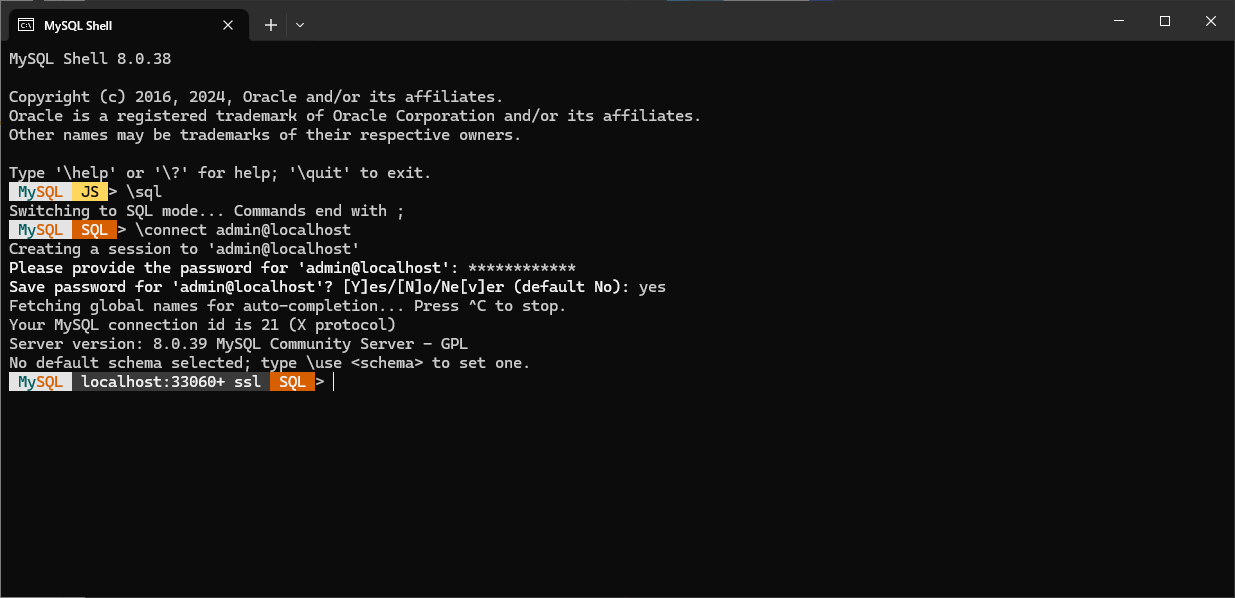 MySQL Shell
MySQL Shell 8.0.38
Copyright (c) 2016, 2024, Oracle and/or its affiliates.
Oracle is a registered trademark of Oracle Corporation and/or its affiliates.
Other names may be trademarks of their respective owners.
Type '\help' or '\?' for help; '\quit' to exit.
MySQL JS > \sql
Switching to SQL mode... Commands end with ;
MySQL SQL > \connect admin@localhost
Creating a session to 'admin@localhost'
Please provide the password for 'admin@localhost': ************
Save password for 'admin@localhost'? [Y]es/[N]o/Ne[v]er (default No): yes
Fetching global names for auto-completion... Press ^C to stop.
Your MySQL connection id is 21 (X protocol)
Server version: 8.0.39 MySQL Community Server - GPL
No default schema selected; type \use <schema> to set one.
MySQL localhost:33060+ ssl SQL >